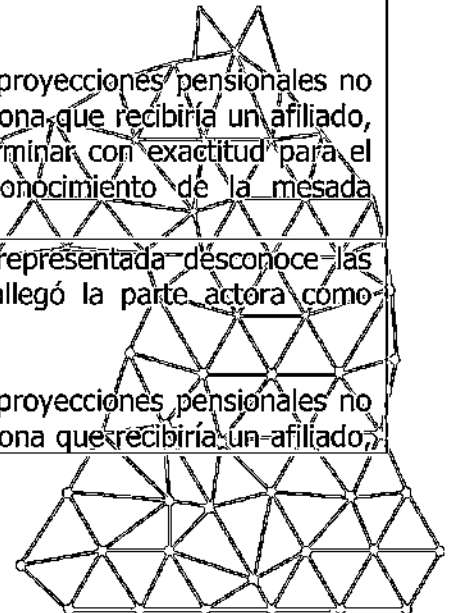 proyecciones pensionales no
ona que recibiría un afiliado,
rminar con exactitud para el
onocimiento de la mesada
representada desconoce las
allegó la parte actora como
proyecciones pensionales no
ona que recibiría un afiliado,